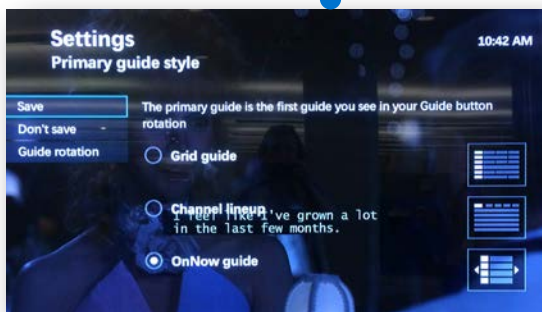 Settings
10:42 AM
Primary guide style
Save
Don't save -
Guide rotation
The primary guide is the first guide you see in your Guide button
rotation
Grid guide
Channel lineup
I feel like I've grown a lot
in the last few months.
OnNow guide